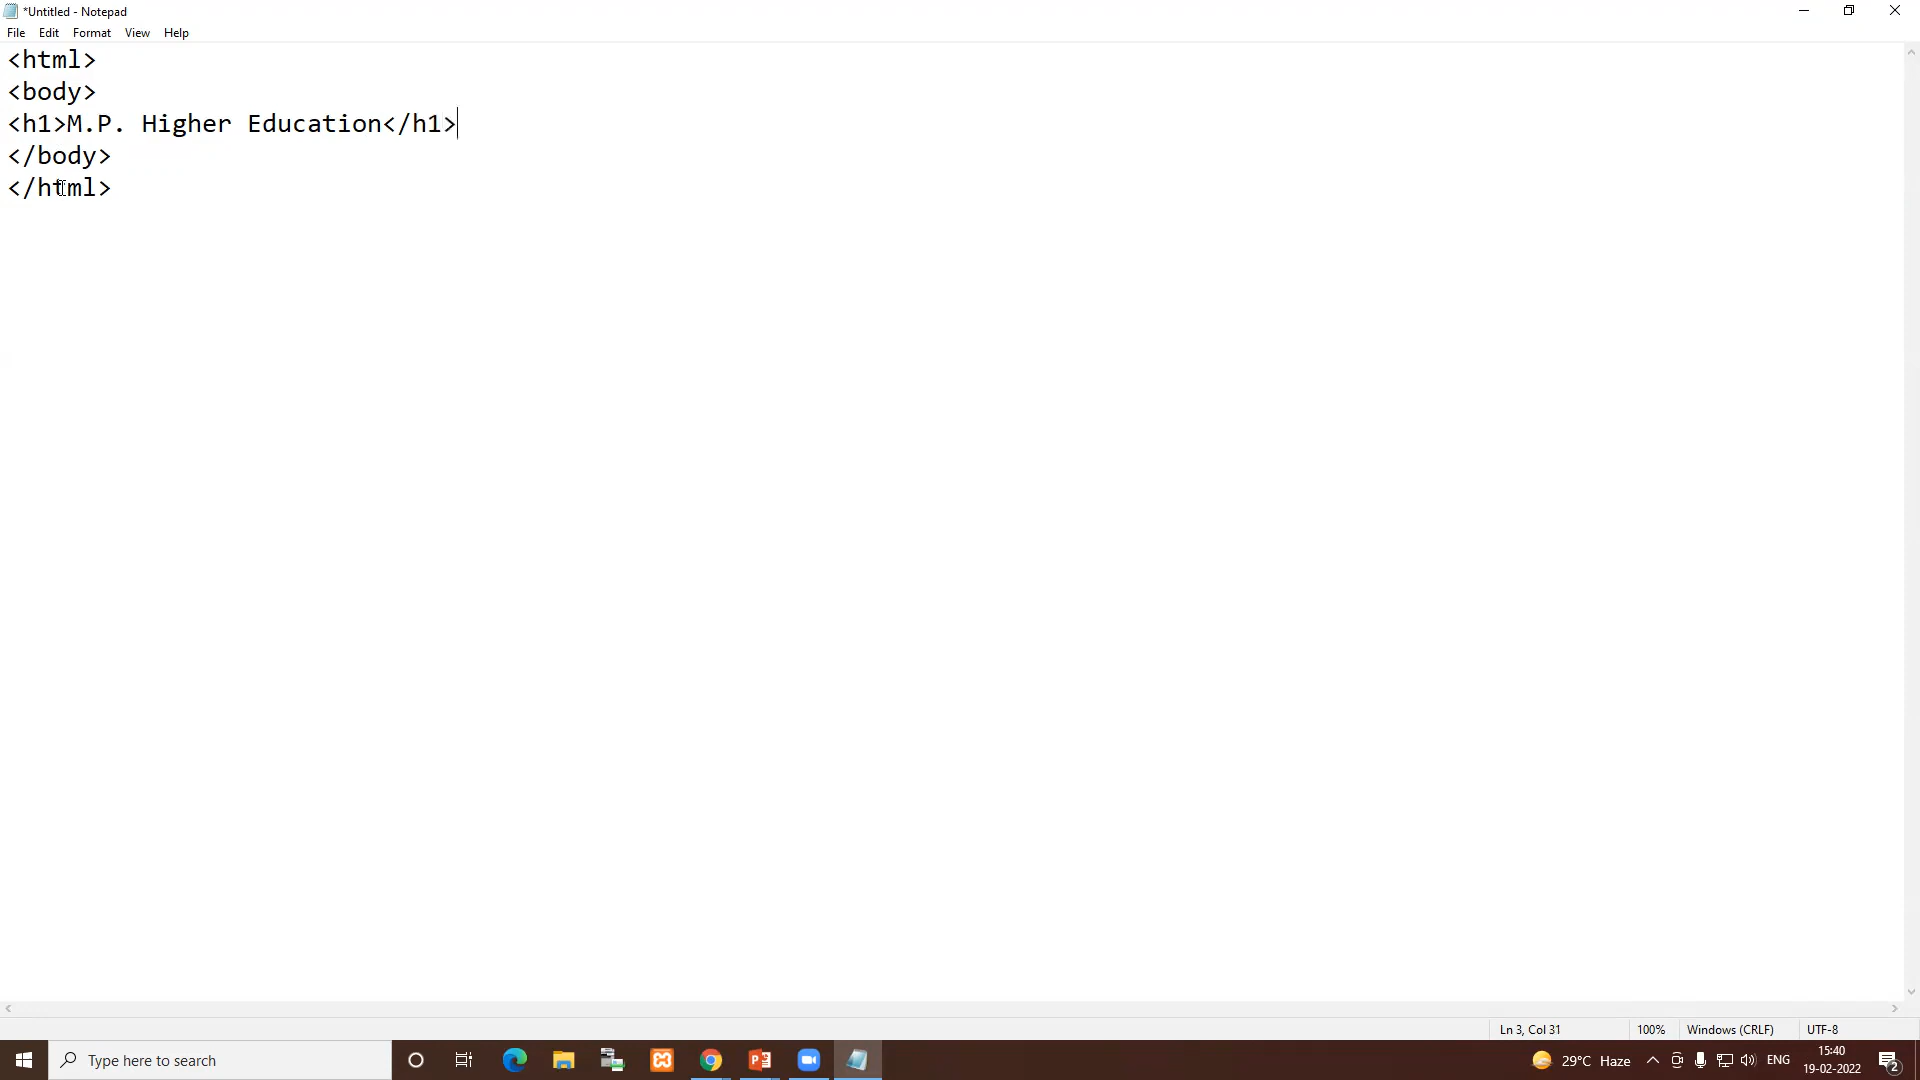 *Untitled - Notepad
File Edit Format View Help
<html>
<body>
<h1>M.P. Higher Education</h1>
</body>
</html>
Ln 3, Col 31 100% Windows (CRLF) UTF-8
Type here to search
29°C Haze ENG 15:40
19-02-2022 2